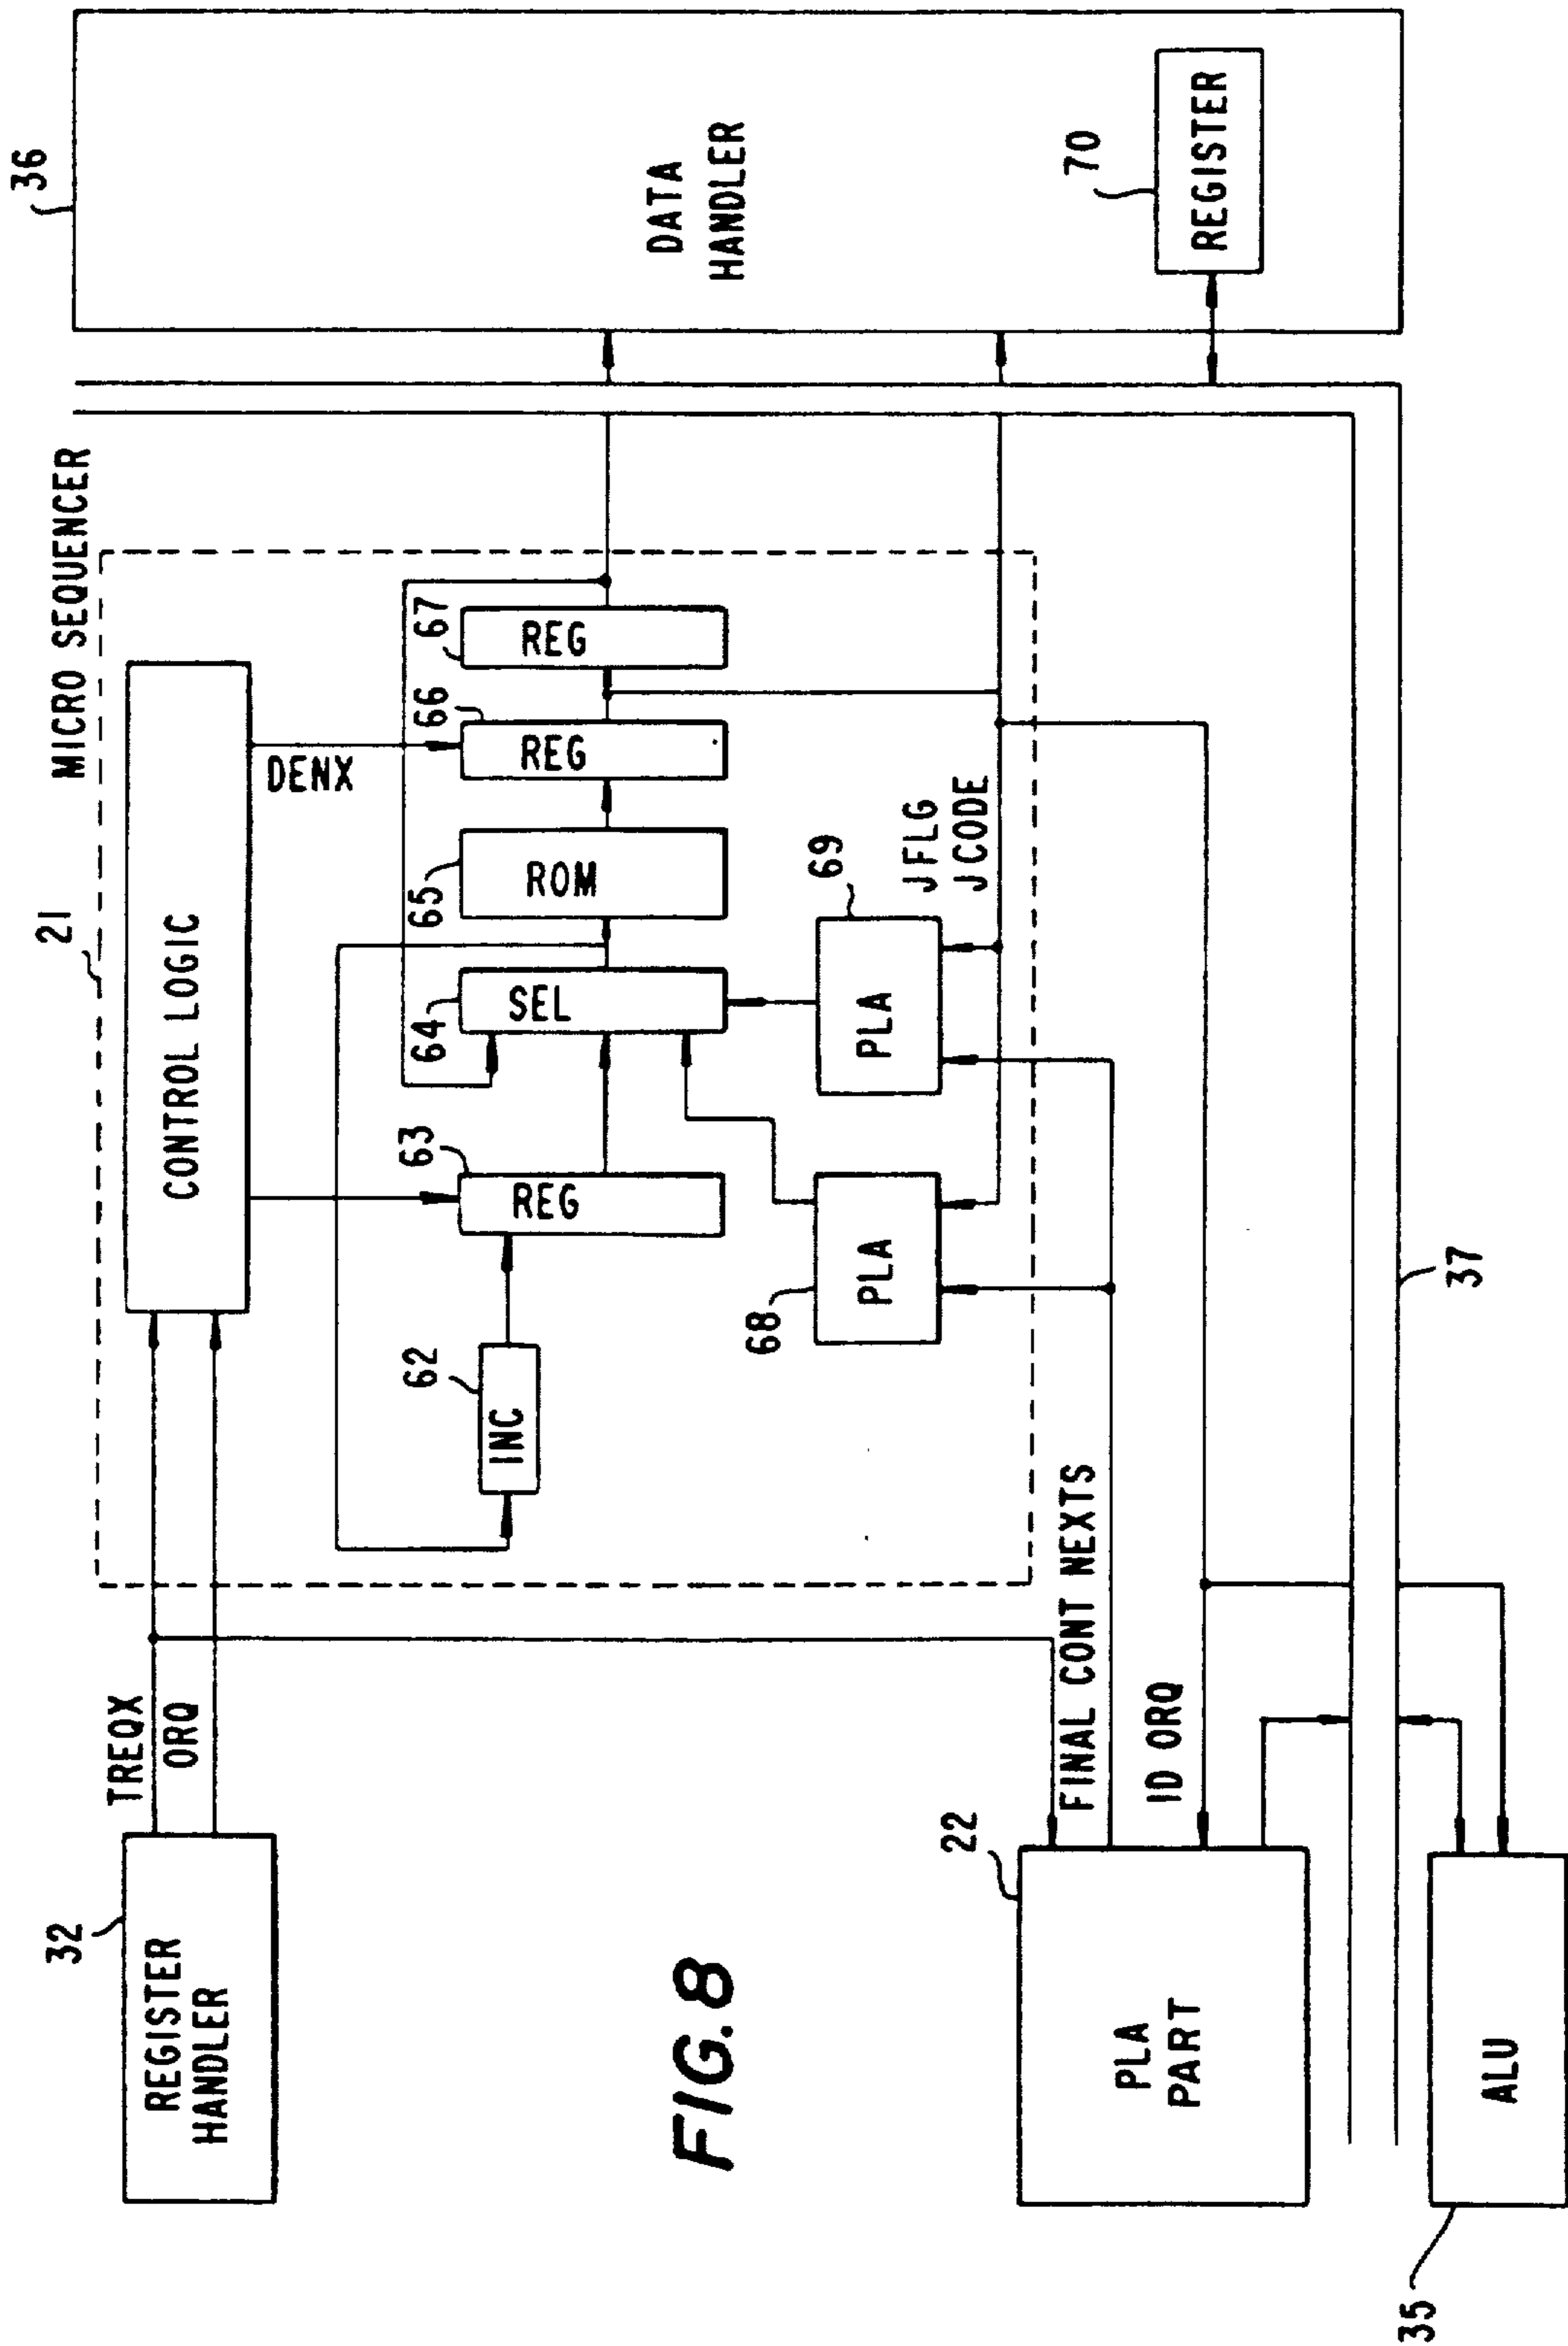 32
REGISTER
HANDLER
TREQX
ORQ
21
MICRO SEQUENCER
CONTROL LOGIC
DENX
62
INC
63
REG
64
SEL
65
ROM
66
REG
67
REG
68
PLA
69
PLA
JFLG
JCODE
36
DATA
HANDLER
70
REGISTER
FINAL CONT NEXTS
ID ORQ
22
PLA
PART
37
35
ALU
FIG. 8